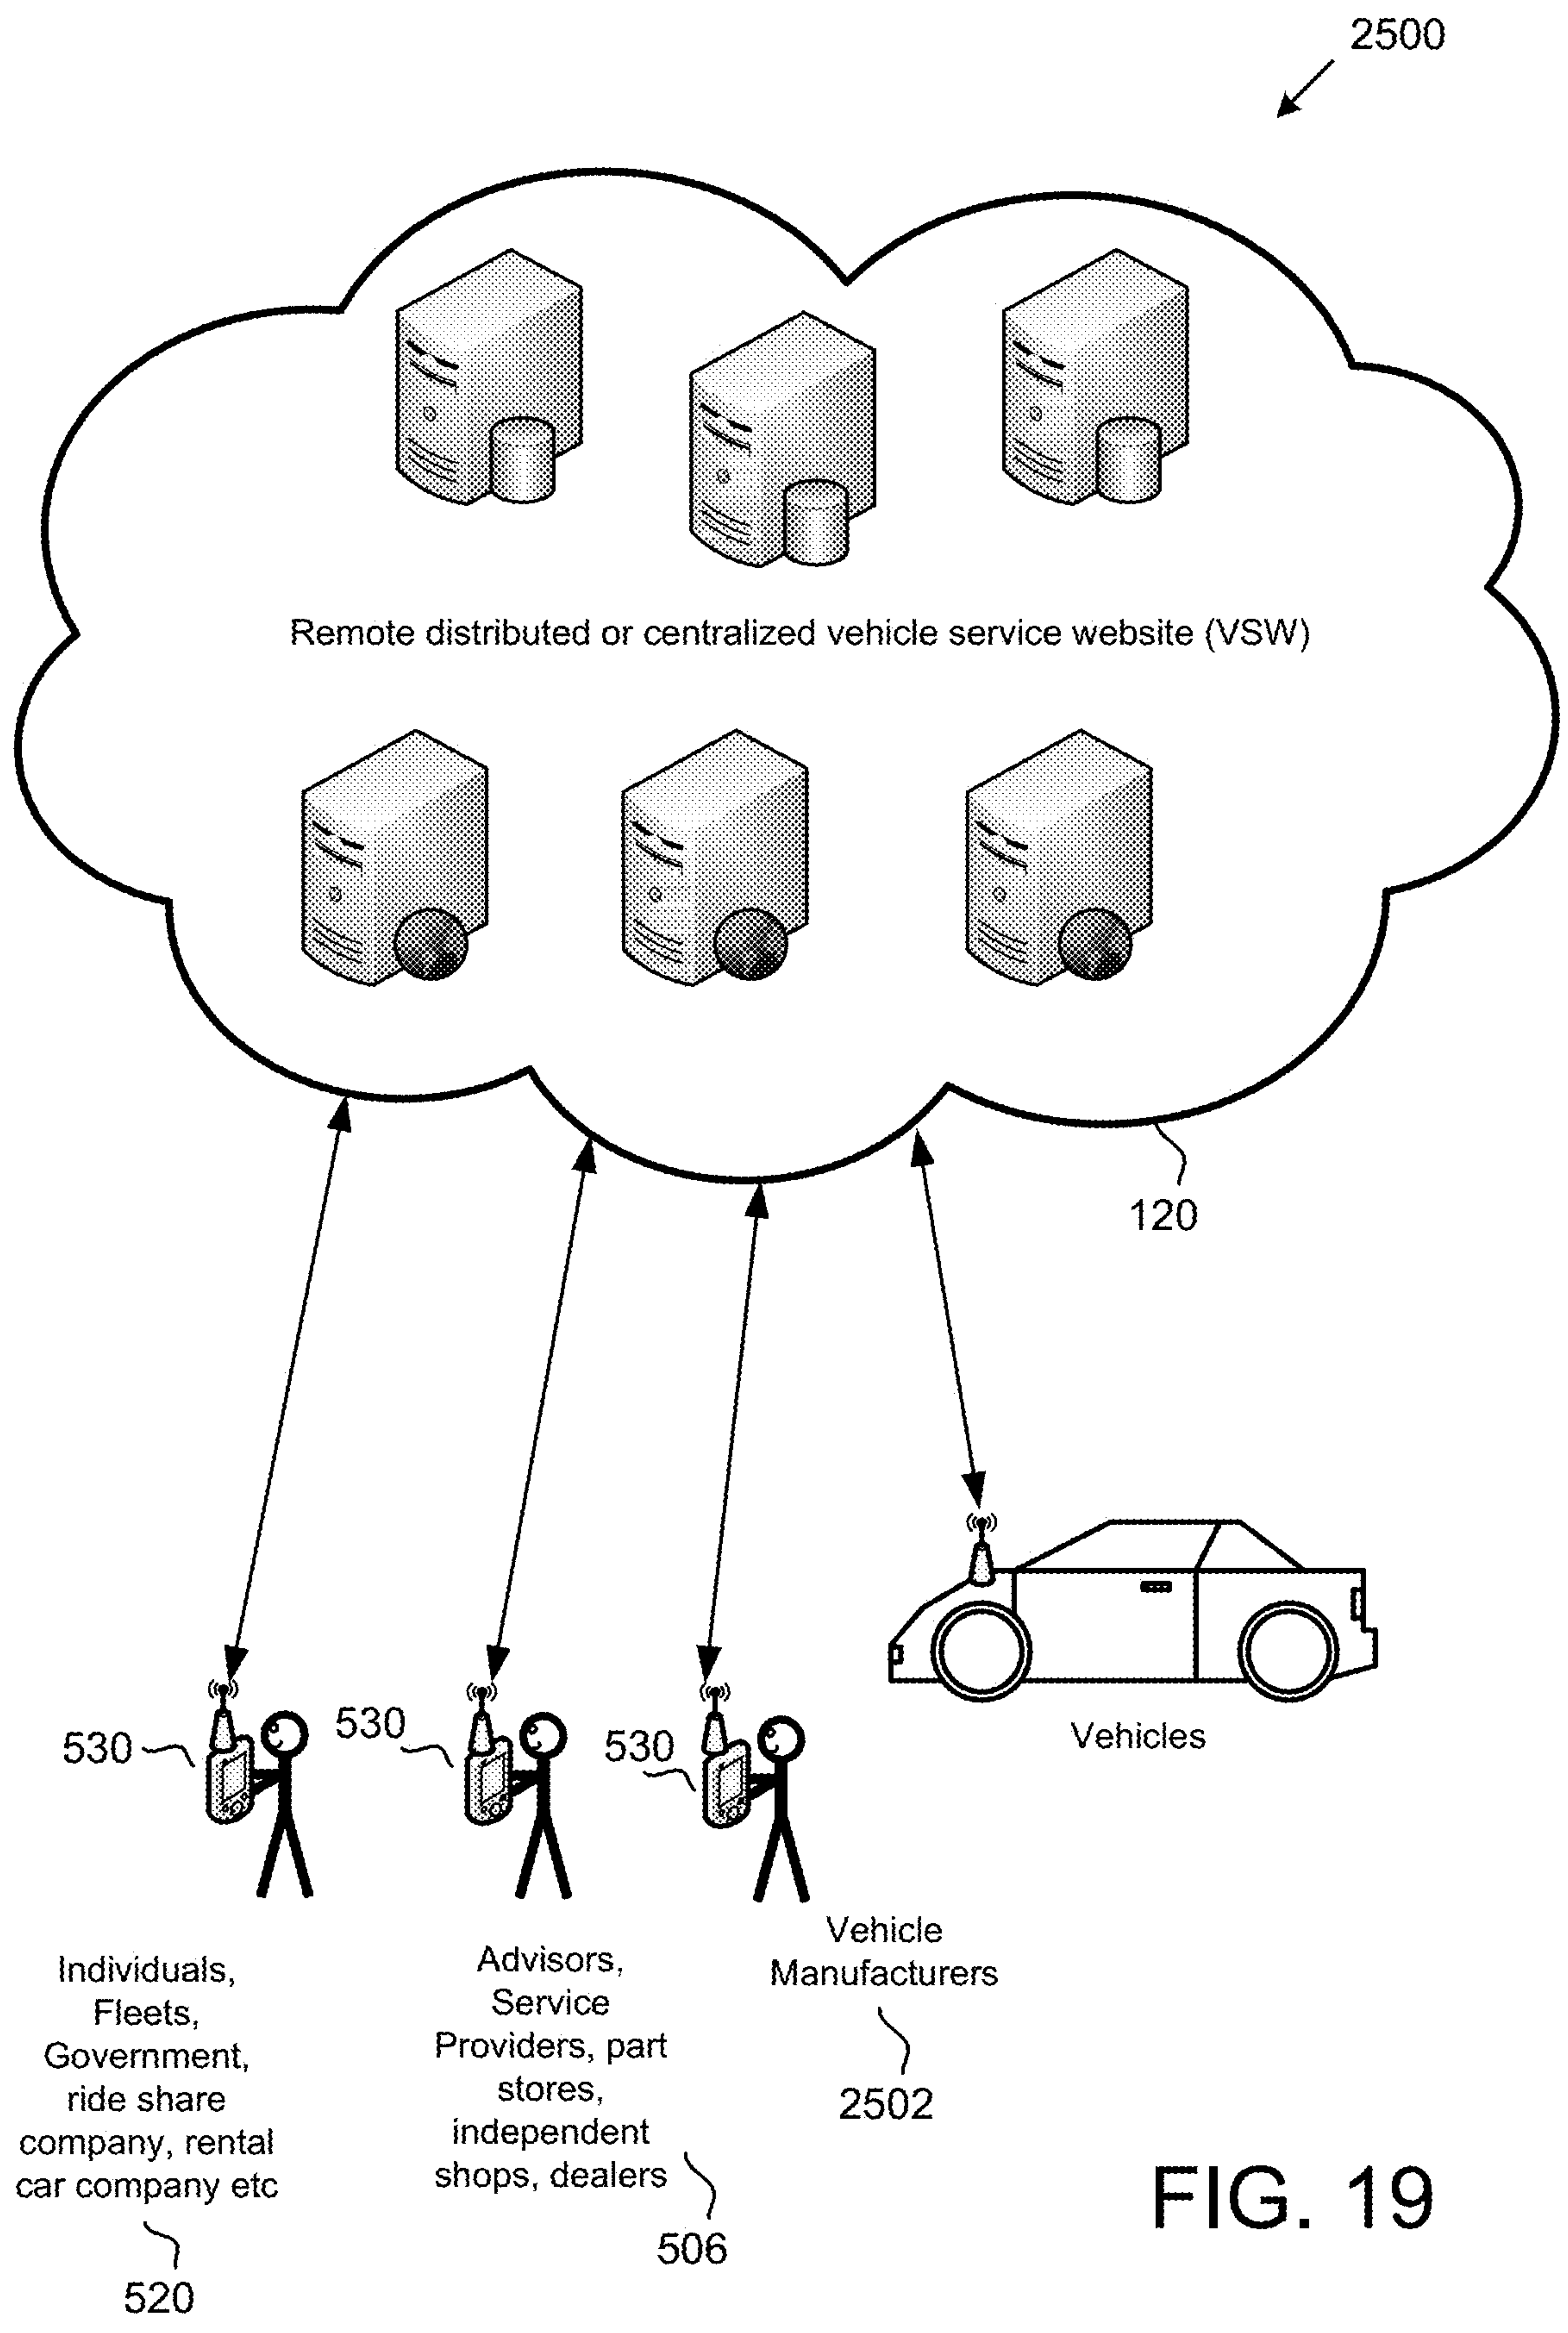 2500
Remote distributed or centralized vehicle service website (VSW)
120
530
530
530
Vehicles
Individuals,
Fleets,
Government,
ride share
company, rental
car company etc
520
Advisors,
Service
Providers, part
stores,
independent
shops, dealers
506
Vehicle
Manufacturers
2502
FIG. 19